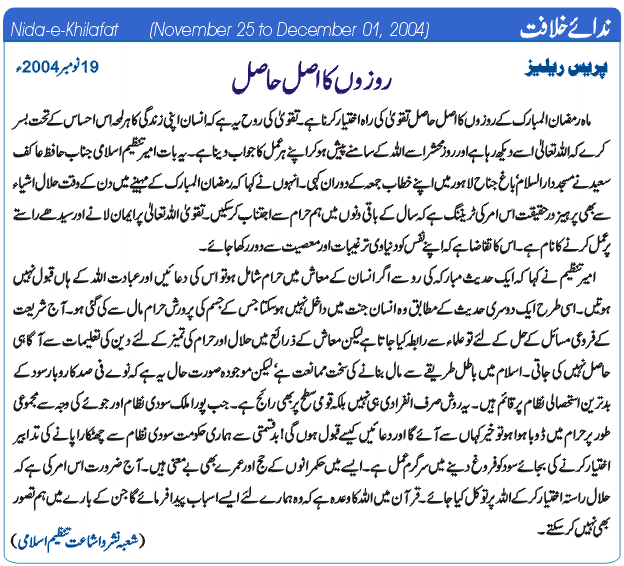 Nida-e-Khilafat (November 25 to December 01, 2004) ندائے خلافت
پریس ریلیز 19 نومبر 2004ء
روزوں کا اصل حاصل
ماہ رمضان المبارک کے روزوں کا اصل حاصل تقویٰ کی راہ اختیار کرنا ہے۔ تقویٰ کی روح یہ ہے کہ انسان اپنی زندگی کا ہر لمحہ اس احساس کے تحت بسر
کرے کہ اللہ تعالیٰ اسے دیکھ رہا ہے اور روزِ محشر اسے اللہ کے سامنے پیش ہو کر اپنے ہر عمل کا جواب دینا ہے۔ یہ بات امیر تنظیم اسلامی جناب حافظ عاکف
سعید نے مسجد دارالسلام باغ جناح لاہور میں اپنے خطاب جمعہ کے دوران کہی۔ انہوں نے کہا کہ رمضان المبارک کے مہینے میں دن کے وقت حلال اشیاء
سے بھی پرہیز درحقیقت اس امر کی ٹریننگ ہے کہ سال کے باقی دنوں میں ہم حرام سے اجتناب کر سکیں۔ تقویٰ اللہ تعالیٰ پر ایمان لانے اور سیدھے راستے
پر عمل کرنے کا نام ہے۔ اس کا تقاضا ہے کہ اپنے نفس کو دنیاوی ترغیبات اور معصیت سے دور رکھا جائے۔
امیر تنظیم نے کہا کہ ایک حدیث مبارکہ کی رو سے اگر انسان کے معاش میں حرام شامل ہو تو اس کی دعائیں اور عبادت اللہ کے ہاں قبول نہیں
ہوتیں۔ اسی طرح ایک دوسری حدیث کے مطابق وہ انسان جنت میں داخل نہیں ہو سکتا جس کے جسم کی پرورش حرام مال سے کی گئی ہو۔ آج شریعت
کے فروعی مسائل کے حل کے لئے تو علماء سے رابطہ کیا جاتا ہے لیکن معاش کے ذرائع میں حلال اور حرام کی تمیز کے لئے دین کی تعلیمات سے آگاہی
حاصل نہیں کی جاتی۔ اسلام میں باطل طریقے سے مال بنانے کی سخت ممانعت ہے، لیکن موجودہ صورت حال یہ ہے کہ نوے فی صد کاروبار سود کے
بدترین استحصالی نظام پر قائم ہیں۔ یہ روش صرف انفرادی ہی نہیں بلکہ قومی سطح پر بھی رائج ہے۔ جب پورا ملک سودی نظام اور جوئے کی وجہ سے مجموعی
طور پر حرام میں ڈوبا ہوا ہو تو خیر کہاں سے آئے گا اور دعائیں کیسے قبول ہوں گی! بدقسمتی سے ہماری حکومت سودی نظام سے چھٹکارا پانے کی تدابیر
اختیار کرنے کی بجائے سود کو فروغ دینے میں سرگرم عمل ہے۔ ایسے میں حکمرانوں کے حج اور عمرے بھی بے معنی ہیں۔ آج ضرورت اس امر کی ہے کہ
حلال راستہ اختیار کر کے اللہ پر توکل کیا جائے۔ قرآن میں اللہ کا وعدہ ہے کہ وہ ہمارے لئے ایسے اسباب پیدا فرمائے گا جن کے بارے میں ہم تصور
بھی نہیں کر سکتے۔
(شعبہ نشر و اشاعت تنظیم اسلامی)